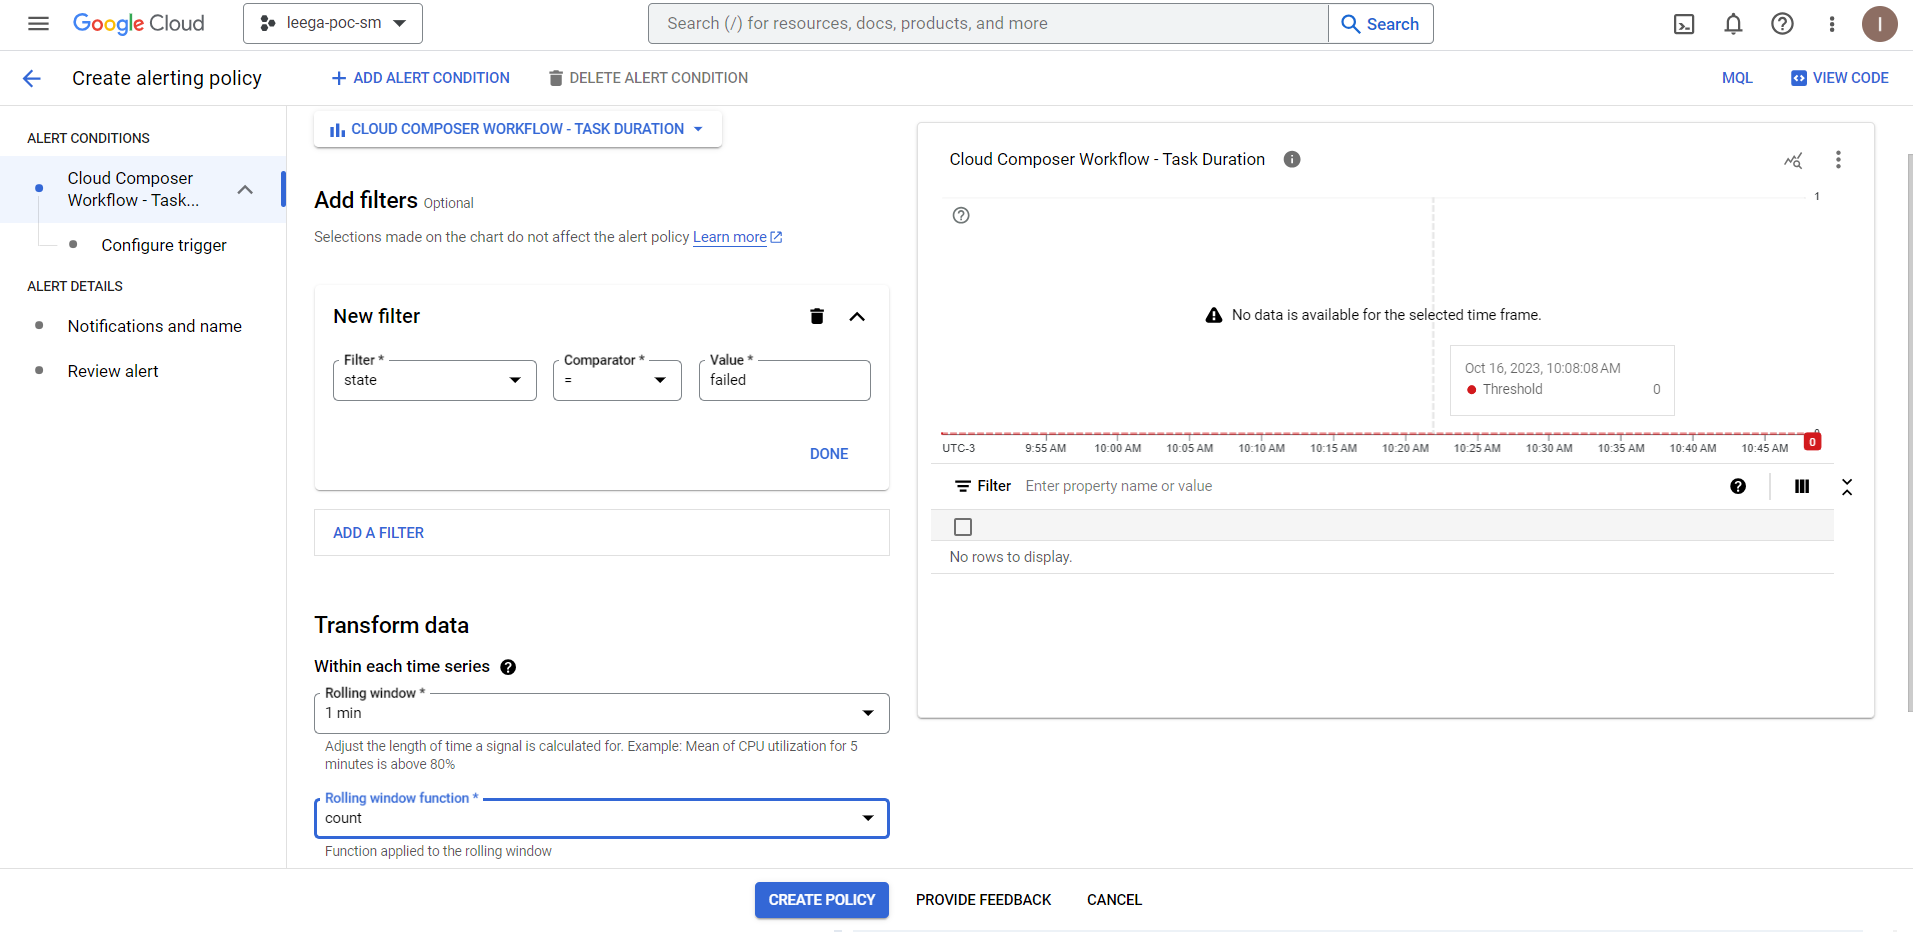 Google Cloud
leega-poc-sm
Search (/) for resources, docs, products, and more
Search
I
Create alerting policy
ADD ALERT CONDITION
DELETE ALERT CONDITION
MQL
VIEW CODE
ALERT CONDITIONS
Cloud Composer
Workflow - Task...
Configure trigger
ALERT DETAILS
Notifications and name
Review alert
CLOUD COMPOSER WORKFLOW - TASK DURATION
Add filters Optional
Selections made on the chart do not affect the alert policy Learn more
New filter
Filter *
state
Comparator *
=
Value *
failed
DONE
ADD A FILTER
Transform data
Within each time series
Rolling window *
1 min
Adjust the length of time a signal is calculated for. Example: Mean of CPU utilization for 5
minutes is above 80%
Rolling window function *
count
Function applied to the rolling window
Cloud Composer Workflow - Task Duration
1
No data is available for the selected time frame.
Oct 16, 2023, 10:08:08 AM
Threshold 0
0
UTC-3 9:55 AM 10:00 AM 10:05 AM 10:10 AM 10:15 AM 10:20 AM 10:25 AM 10:30 AM 10:35 AM 10:40 AM 10:45 AM 0
Filter Enter property name or value
No rows to display.
CREATE POLICY
PROVIDE FEEDBACK
CANCEL